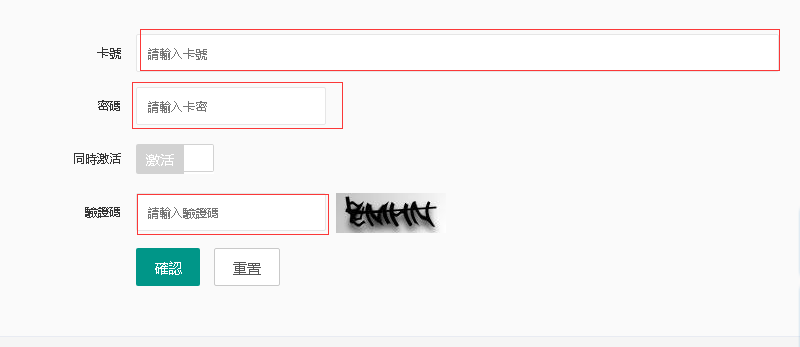 卡號 請輸入卡號
密碼 請輸入卡密
同時激活 激活
驗證碼 請輸入驗證碼
確認 重置